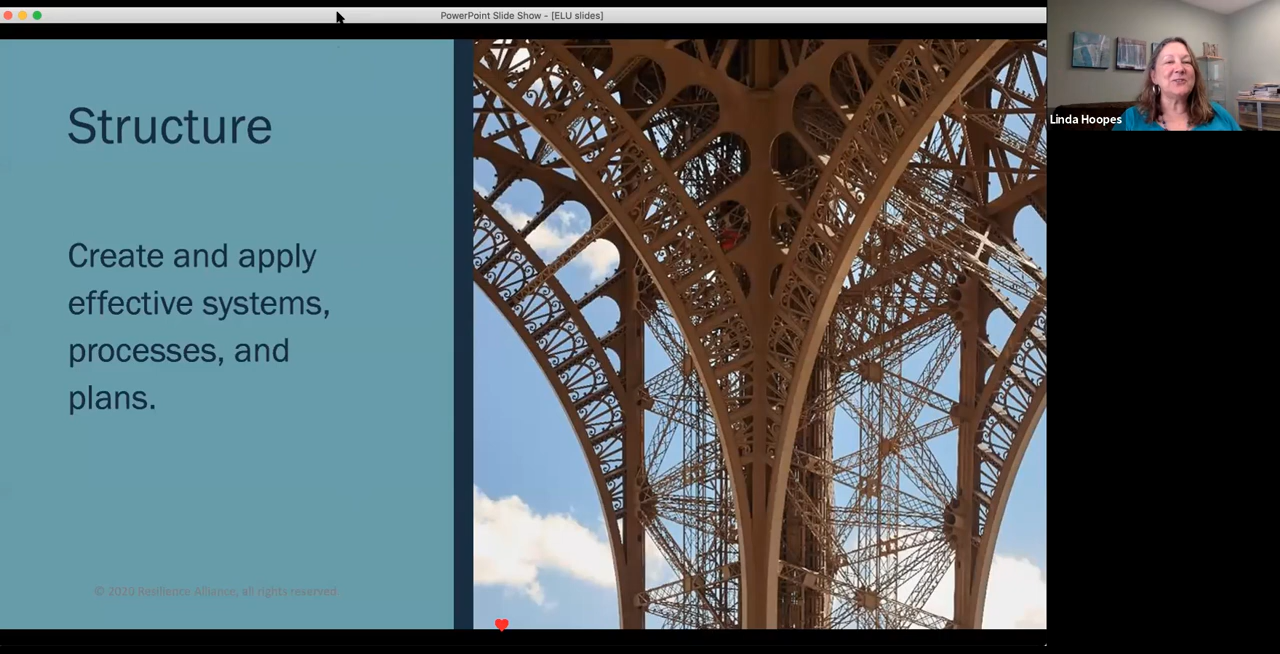 PowerPoint Slide Show - [ELU slides]
Structure
Create and apply
effective systems,
processes, and
plans.
© 2020 Resilience Alliance, all rights reserved
Linda Hoopes